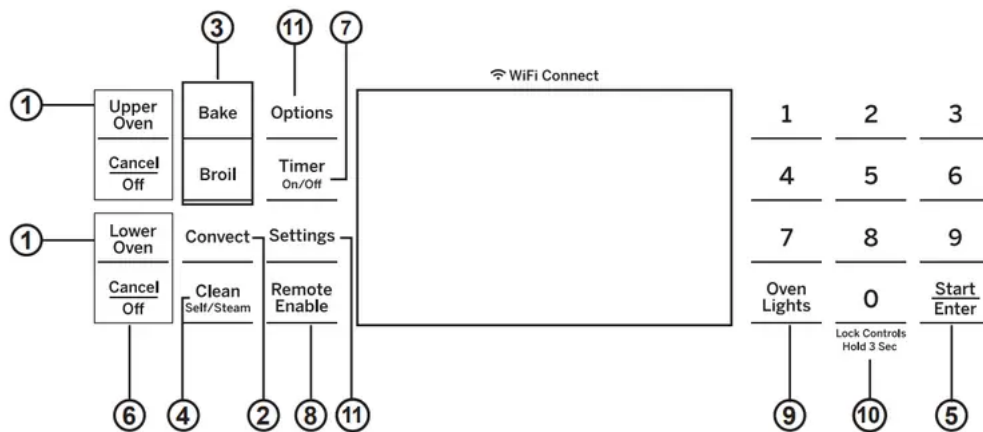 ③ ⑪ ⑦
WiFi Connect
① Upper Oven
Bake
Options
1 2 3
Cancel
Off
Broil
Timer
On/Off
4 5 6
① Lower Oven
Convect
Settings
7 8 9
Cancel
Off
Clean
Self/Steam
Remote Enable
Oven Lights
0
Start
Enter
Lock Controls
Hold 3 Sec
⑥ ④ ② ⑧ ⑪ ⑨ ⑩ ⑤